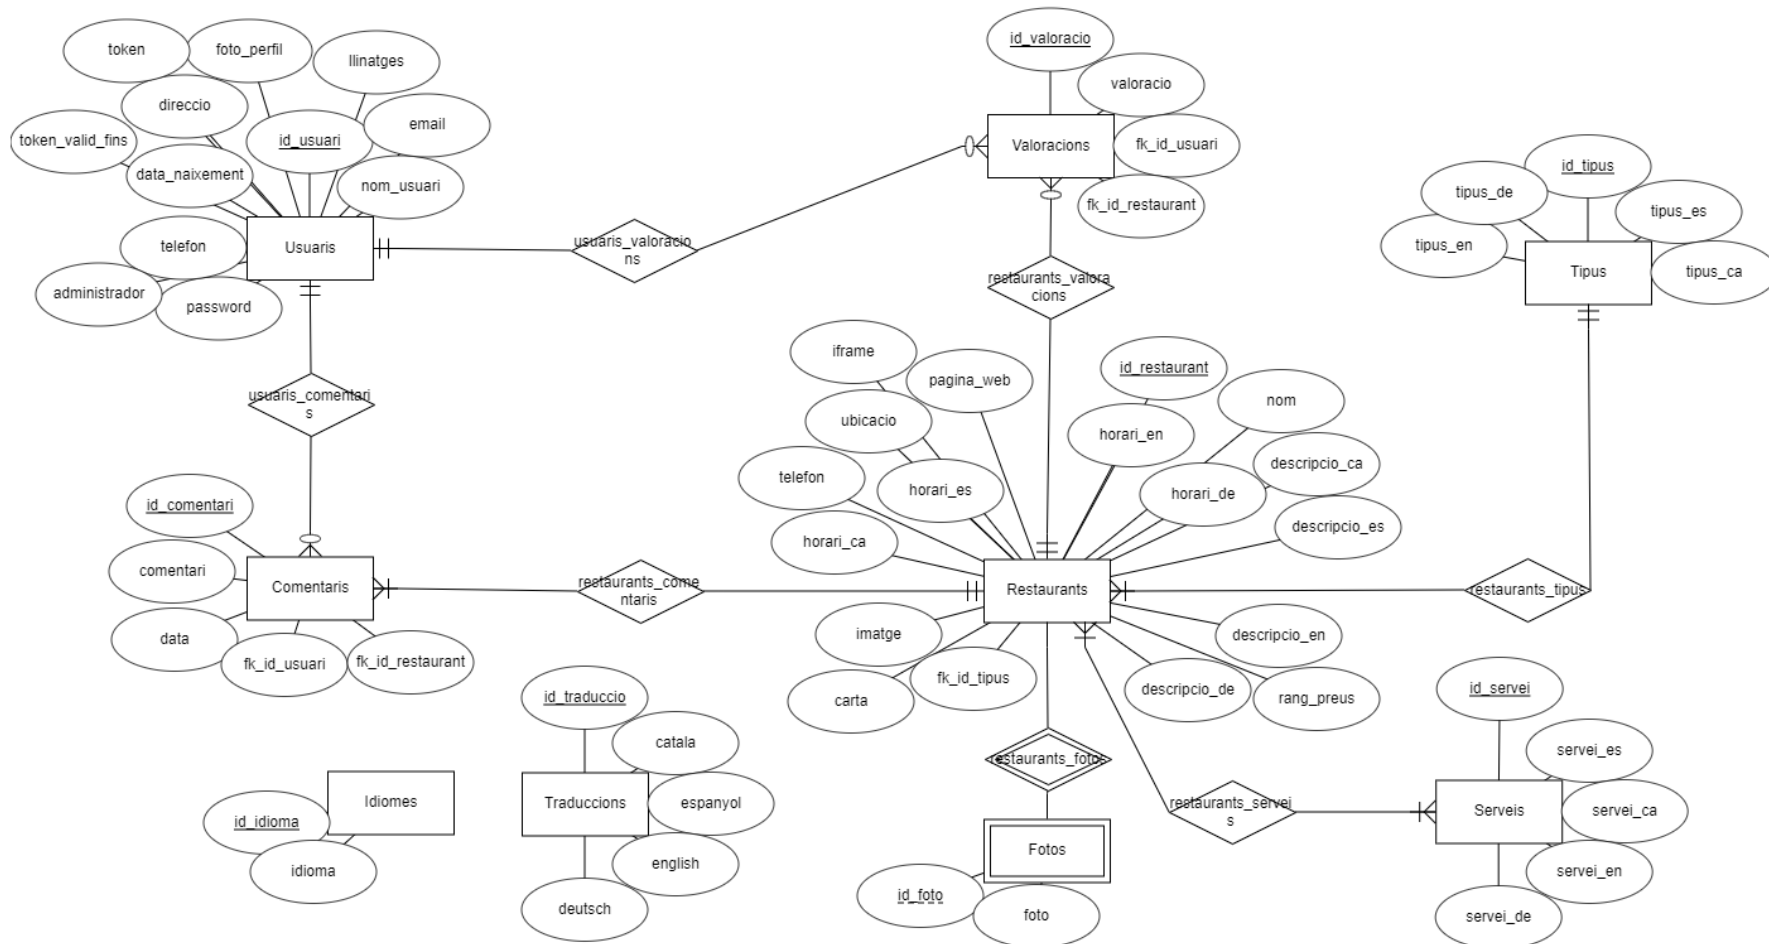 token
foto_perfil
llinatges
direccio
token_valid_fins
id_usuari
email
data_naixement
nom_usuari
telefon
Usuaris
administrador
password
usuaris_valoracio
ns
id_valoracio
valoracio
Valoracions
fk_id_usuari
fk_id_restaurant
restaurants_valora
cions
id_tipus
tipus_de
tipus_es
tipus_en
Tipus
tipus_ca
usuaris_comentari
s
iframe
pagina_web
id_restaurant
nom
ubicacio
horari_en
telefon
horari_es
horari_de
descripcio_ca
horari_ca
descripcio_es
id_comentari
comentari
Comentaris
data
fk_id_usuari
fk_id_restaurant
restaurants_come
ntaris
Restaurants
restaurants_tipus
imatge
carta
fk_id_tipus
descripcio_en
descripcio_de
rang_preus
id_traduccio
catala
Traduccions
espanyol
english
deutsch
Idiomes
id_idioma
idioma
restaurants_fotos
Fotos
id_foto
foto
restaurants_servei
s
id_servei
servei_es
Serveis
servei_ca
servei_en
servei_de